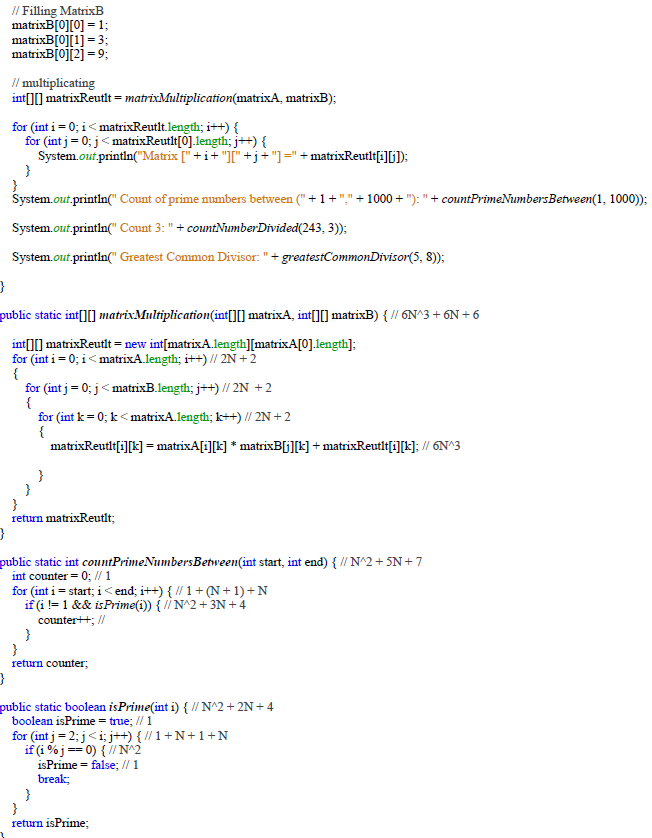 // Filling MatrixB
matrixB[0][0] = 1;
matrixB[0][1] = 3;
matrixB[0][2] = 9;
// multiplicating
int[][] matrixReutlt = matrixMultiplication(matrixA, matrixB);
for (int i = 0; i < matrixReutlt.length; i++) {
for (int j = 0; j < matrixReutlt[0].length; j++) {
System.out.println("Matrix [" + i + "][" + j + "] =" + matrixReutlt[i][j]);
}
}
System.out.println(" Count of prime numbers between (" + 1 + "," + 1000 + "): " + countPrimeNumbersBetween(1, 1000));
System.out.println(" Count 3: " + countNumberDivided(243, 3));
System.out.println(" Greatest Common Divisor: " + greatestCommonDivisor(5, 8));
}
public static int[][] matrixMultiplication(int[][] matrixA, int[][] matrixB) { // 6N^3 + 6N + 6
int[][] matrixReutlt = new int[matrixA.length][matrixA[0].length];
for (int i = 0; i < matrixA.length; i++) // 2N + 2
{
for (int j = 0; j < matrixB.length; j++) // 2N + 2
{
for (int k = 0; k < matrixA.length; k++) // 2N + 2
{
matrixReutlt[i][k] = matrixA[i][k] * matrixB[j][k] + matrixReutlt[i][k]; // 6N^3
}
}
}
return matrixReutlt;
}
public static int countPrimeNumbersBetween(int start, int end) { // N^2 + 5N + 7
int counter = 0; // 1
for (int i = start; i < end; i++) { // 1 + (N + 1) + N
if (i != 1 && isPrime(i)) { // N^2 + 3N + 4
counter++; //
}
}
return counter;
}
public static boolean isPrime(int i) { // N^2 + 2N + 4
boolean isPrime = true; // 1
for (int j = 2; j < i; j++) { // 1 + N + 1 + N
if (i % j == 0) { // N^2
isPrime = false; // 1
break;
}
}
return isPrime;
}